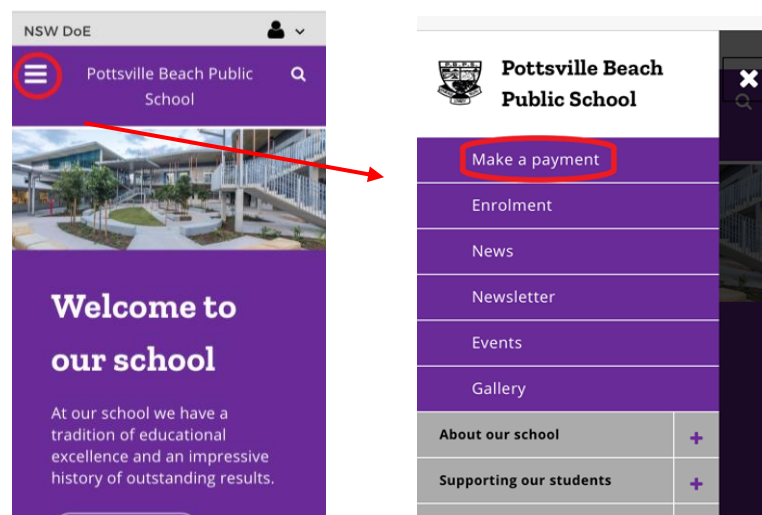 NSW DoE
Pottsville Beach Public
School
Welcome to
our school
At our school we have a
tradition of educational
excellence and an impressive
history of outstanding results.
Pottsville Beach
Public School
Make a payment
Enrolment
News
Newsletter
Events
Gallery
About our school
+
Supporting our students
+